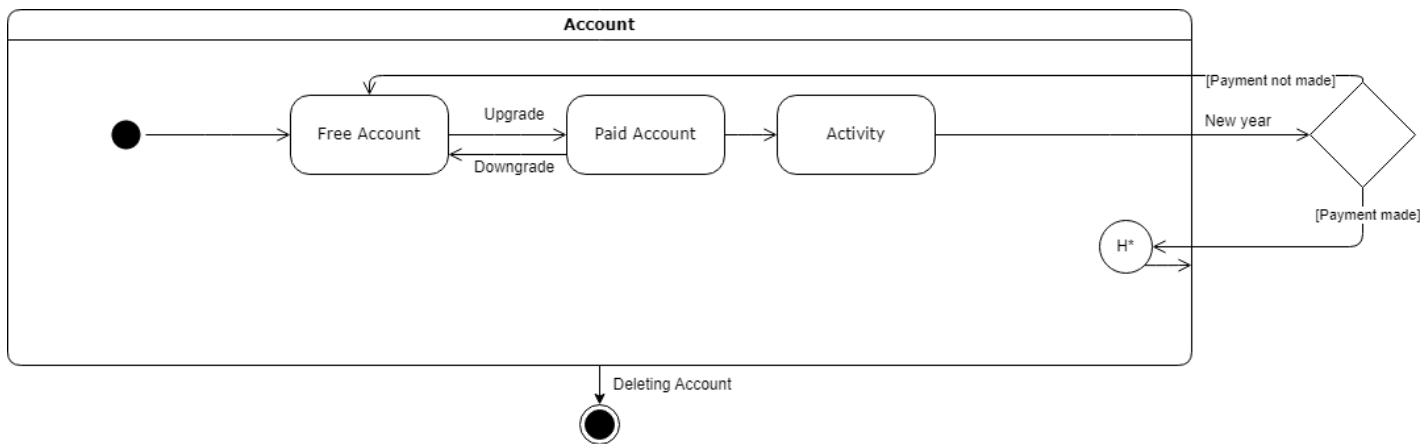 Account
[Payment not made]
Free Account
Upgrade
Downgrade
Paid Account
Activity
New year
[Payment made]
H*
Deleting Account